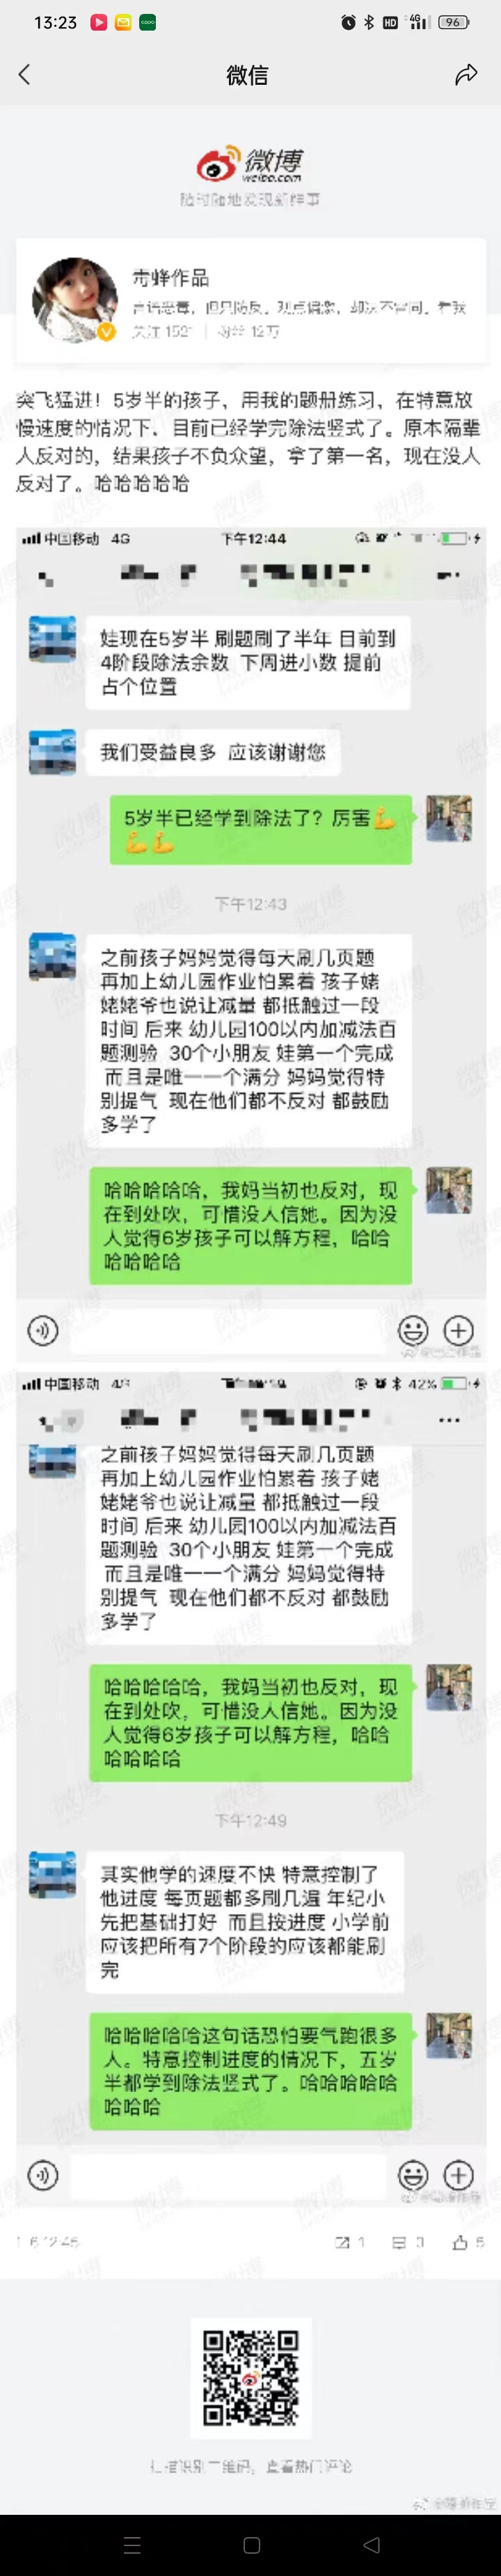 13:23
4G
HD
96
微信
微博
weibo.com
随时随地发现新鲜事
关注 1521 | 粉丝 12万
突飞猛进！5岁半的孩子，用我的题册练习，在特意放
慢速度的情况下，目前已经学完除法竖式了。原本隔辈
人反对的，结果孩子不负众望，拿了第一名，现在没人
反对了。哈哈哈哈哈
中国移动 4G
下午12:44
娃现在5岁半 刷题刷了半年 目前到
4阶段除法余数 下周进小数 提前
占个位置
我们受益良多 应该谢谢您
5岁半已经学到除法了？厉害💪
💪💪
下午12:43
之前孩子妈妈觉得每天刷几页题
再加上幼儿园作业怕累着 孩子姥
姥姥爷也说让减量 都抵触过一段
时间 后来 幼儿园100以内加减法百
题测验 30个小朋友 娃第一个完成
而且是唯一一个满分 妈妈觉得特
别提气 现在他们都不反对 都鼓励
多学了
哈哈哈哈哈，我妈当初也反对，现
在到处吹，可惜没人信她。因为没
人觉得6岁孩子可以解方程，哈哈
哈哈哈哈
中国移动
42%
之前孩子妈妈觉得每天刷几页题
再加上幼儿园作业怕累着 孩子姥
姥姥爷也说让减量 都抵触过一段
时间 后来 幼儿园100以内加减法百
题测验 30个小朋友 娃第一个完成
而且是唯一一个满分 妈妈觉得特
别提气 现在他们都不反对 都鼓励
多学了
哈哈哈哈哈，我妈当初也反对，现
在到处吹，可惜没人信她。因为没
人觉得6岁孩子可以解方程，哈哈
哈哈哈哈
下午12:49
其实他学的速度不快 特意控制了
他进度 每页题都多刷几遍 年纪小
先把基础打好 而且按进度 小学前
应该把所有7个阶段的应该都能刷
完
哈哈哈哈哈这句话恐怕要气跑很多
人。特意控制进度的情况下，五岁
半都学到除法竖式了。哈哈哈哈哈
哈哈哈
1
5
扫描识别二维码，查看热门评论